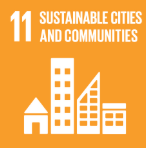 11 SUSTAINABLE CITIES
AND COMMUNITIES